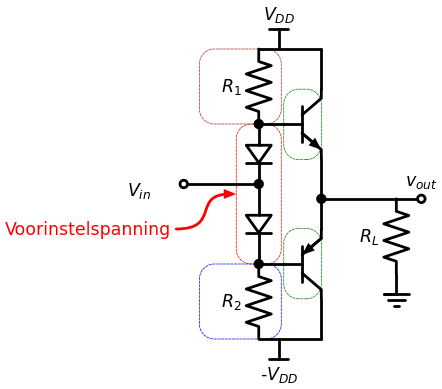 V_DD
R_1
V_in
v_out
Voorinstelspanning
R_L
R_2
-V_DD